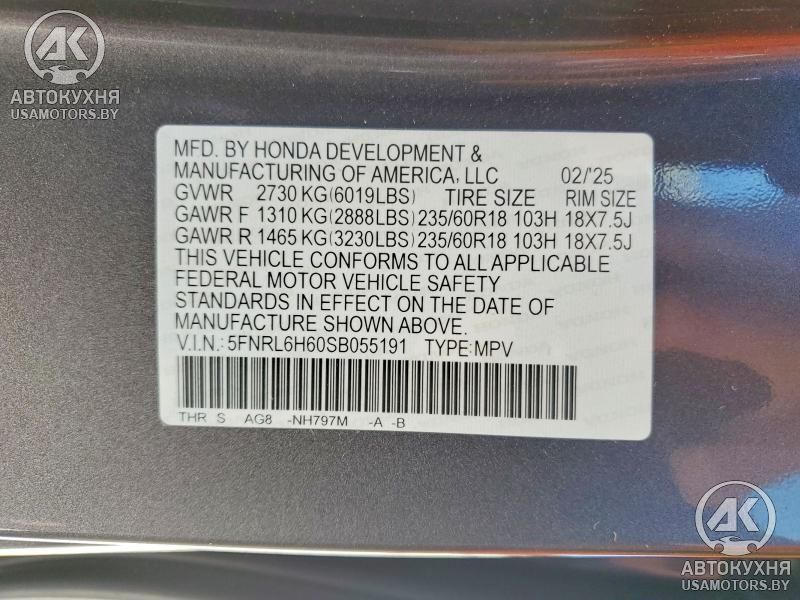 AK
АВТОКУХНЯ
USAMOTORS.BY
MFD. BY HONDA DEVELOPMENT &
MANUFACTURING OF AMERICA, LLC 02/'25
GVWR 2730 KG(6019LBS) TIRE SIZE RIM SIZE
GAWR F 1310 KG(2888LBS) 235/60R18 103H 18X7.5J
GAWR R 1465 KG(3230LBS) 235/60R18 103H 18X7.5J
THIS VEHICLE CONFORMS TO ALL APPLICABLE
FEDERAL MOTOR VEHICLE SAFETY
STANDARDS IN EFFECT ON THE DATE OF
MANUFACTURE SHOWN ABOVE.
V.I.N.: 5FNRL6H60SB055191 TYPE:MPV
THR S AG8 -NH797M -A -B
AK
АВТОКУХНЯ
USAMOTORS.BY